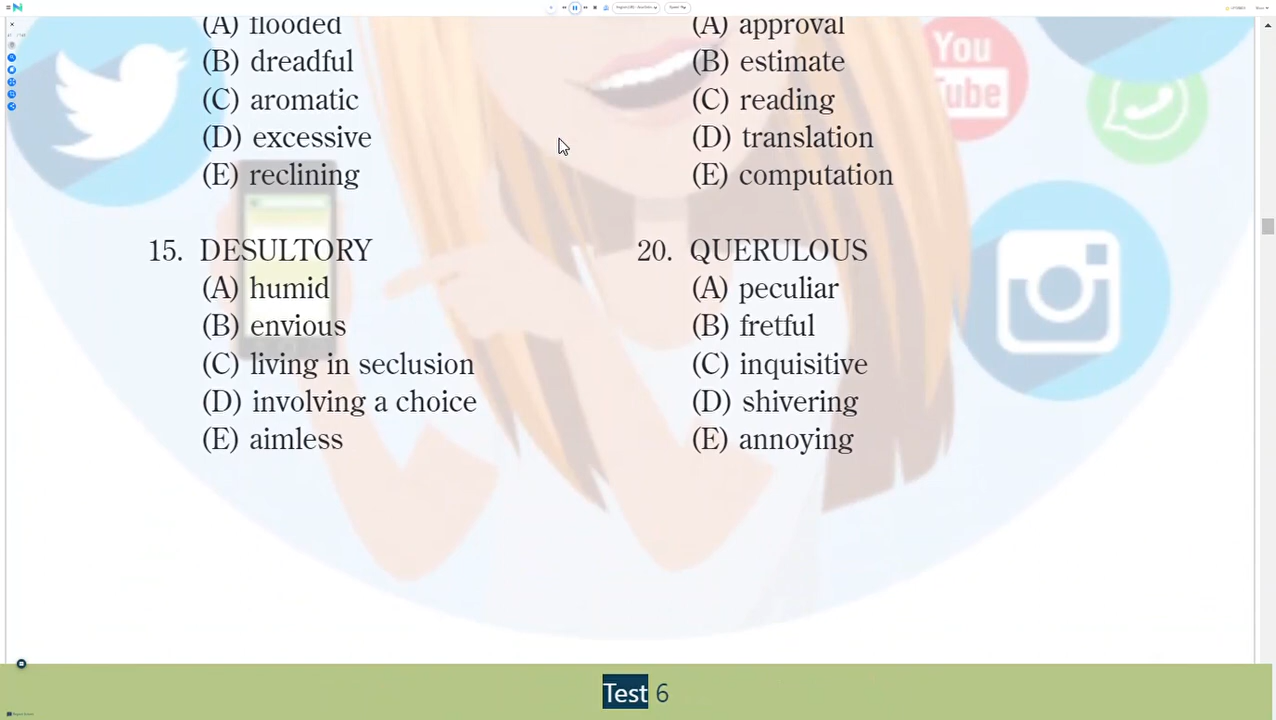 (A) flooded
(B) dreadful
(C) aromatic
(D) excessive
(E) reclining
15. DESULTORY
(A) humid
(B) envious
(C) living in seclusion
(D) involving a choice
(E) aimless
(A) approval
(B) estimate
(C) reading
(D) translation
(E) computation
20. QUERULOUS
(A) peculiar
(B) fretful
(C) inquisitive
(D) shivering
(E) annoying
You
Tube
Test 6